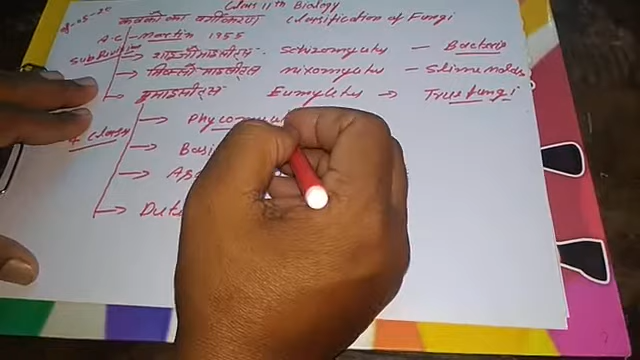 Class 11th Biology
कवकों का वर्गीकरण Classification of Fungi
A.C - Martin 1955
Subdivision
शाइजोमाइसीट्स - Schizomycetes - Bacteria
मिक्सोमाइसीट्स mixomycetes - Slime molds
यूमाइसीट्स Eumycetes → True fungi
class
Phycomy
Basi
As
Dute